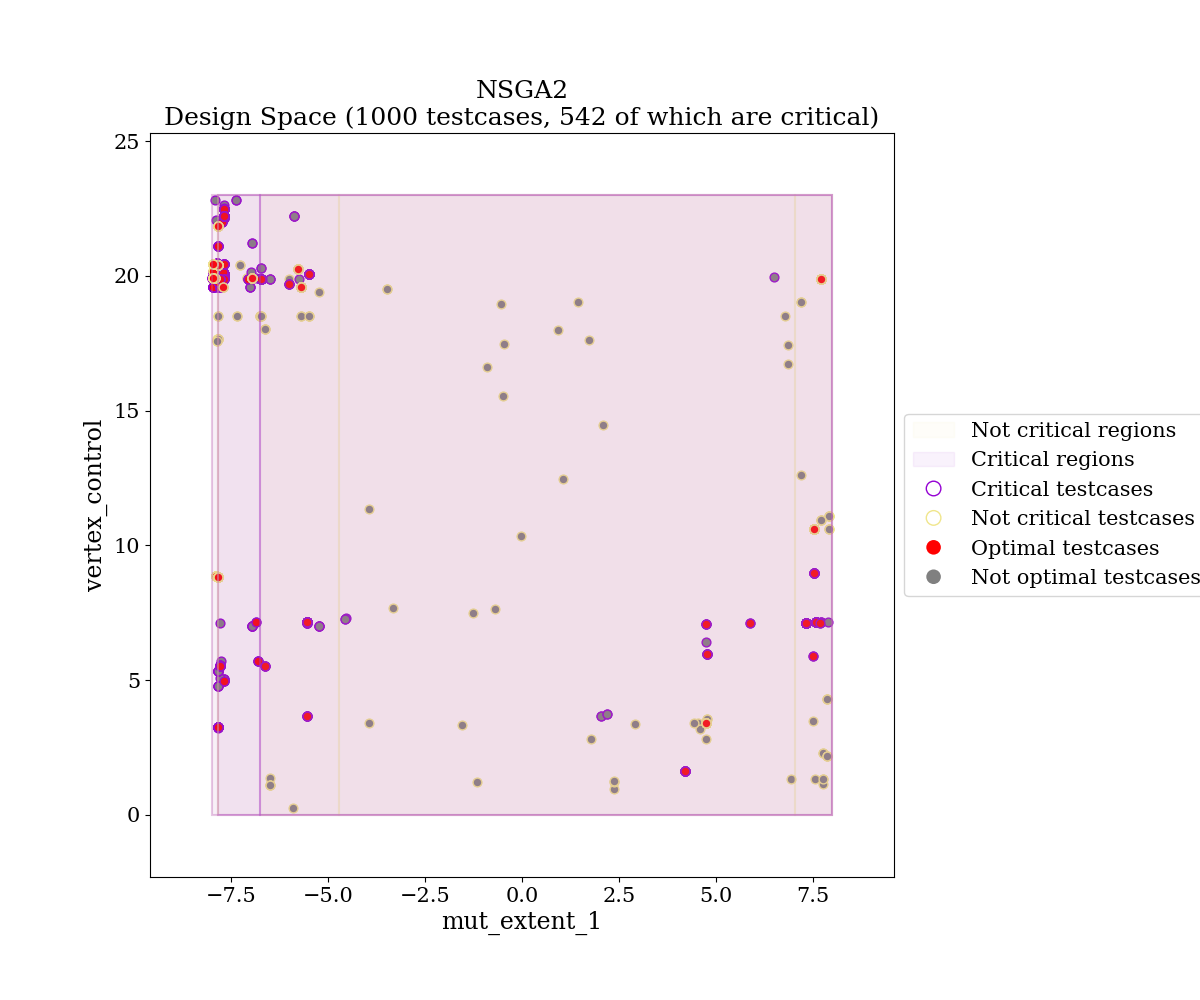 NSGA2
Design Space (1000 testcases, 542 of which are critical)
25
20
15
10
5
0
vertex_control
−7.5
−5.0
−2.5
0.0
2.5
5.0
7.5
mut_extent_1
Not critical regions
Critical regions
Critical testcases
Not critical testcases
Optimal testcases
Not optimal testcases